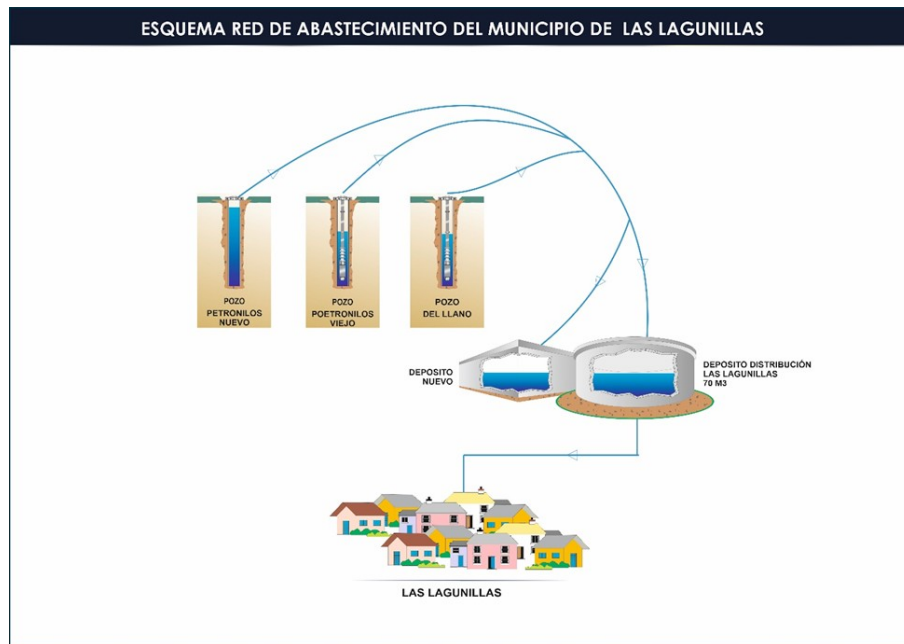 ESQUEMA RED DE ABASTECIMIENTO DEL MUNICIPIO DE LAS LAGUNILLAS
POZO
PETRONILOS
NUEVO
POZO
POETRONILOS
VIEJO
POZO
DEL LLANO
DEPOSITO
NUEVO
DEPOSITO DISTRIBUCIÓN
LAS LAGUNILLAS
70 M3
LAS LAGUNILLAS